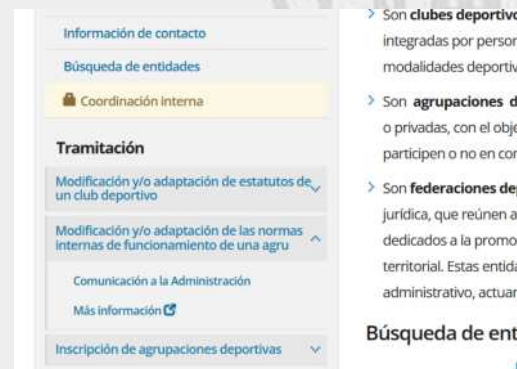 Información de contacto
Búsqueda de entidades
Coordinación interna
Tramitación
Modificación y/o adaptación de estatutos de
un club deportivo
Modificación y/o adaptación de las normas
internas de funcionamiento de una agru
Comunicación a la Administración
Más información
Inscripción de agrupaciones deportivas
Son clubes deportivo
integradas por person
modalidades deportiv
Son agrupaciones d
o privadas, con el obje
participen o no en co
Son federaciones de
jurídica, que reúnen a
dedicados a la promo
territorial. Estas entida
administrativo, actuar
Búsqueda de ent